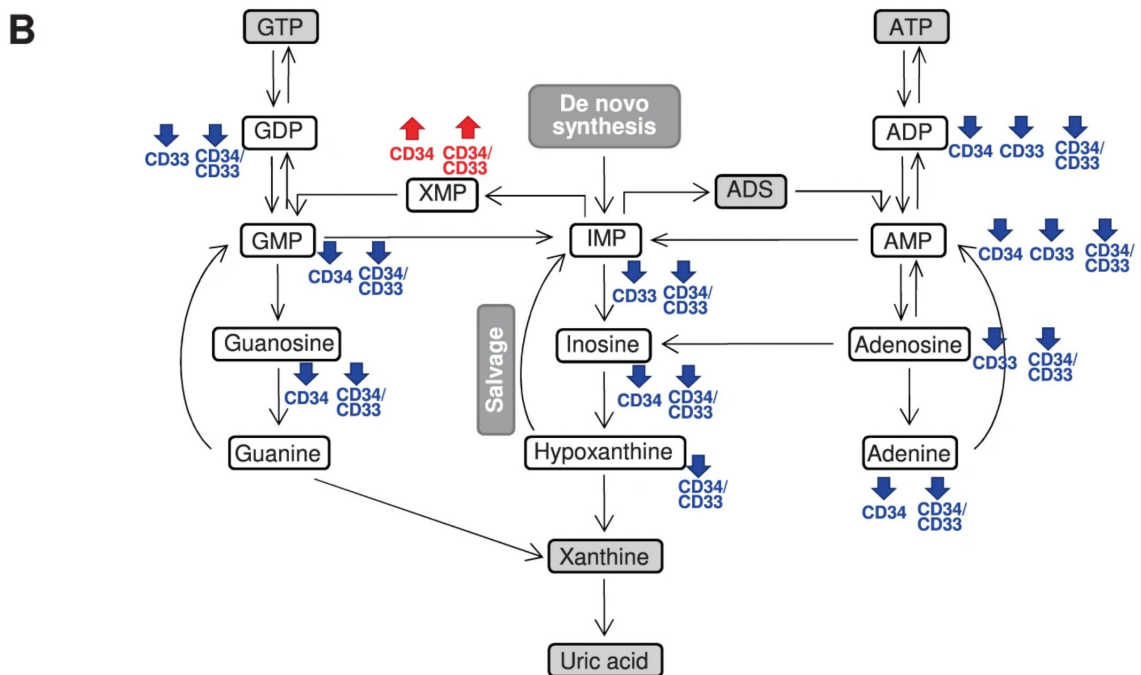 B
GTP
ATP
De novo
synthesis
GDP
CD33 CD34/
CD33
CD34 CD34/
CD33
ADP
CD34 CD33 CD34/
CD33
XMP
ADS
GMP
CD34 CD34/
CD33
IMP
CD33 CD34/
CD33
AMP
CD34 CD33 CD34/
CD33
Salvage
Guanosine
CD34 CD34/
CD33
Inosine
CD34 CD34/
CD33
Adenosine
CD33 CD34/
CD33
Guanine
Hypoxanthine
CD34/
CD33
Adenine
CD34 CD34/
CD33
Xanthine
Uric acid